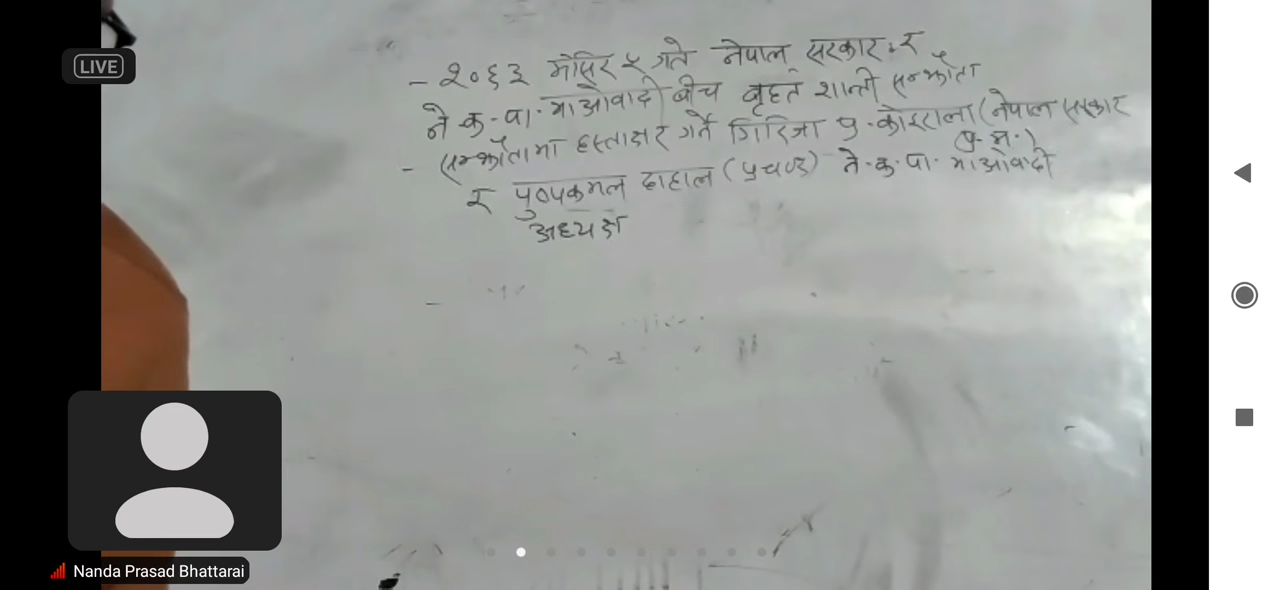 LIVE
- २०६३ मंसिर ५ गते नेपाल सरकार र
ने.क.पा. माओवादी बीच बृहत शान्ती सम्झौता
- सम्झौतामा हस्ताक्षर गर्ने गिरिजा प्र. कोइराला (नेपाल सरकार
प्र.म.)
र पुष्पकमल दाहाल (प्रचण्ड) ने.क.पा. माओवादी
अध्यक्ष
Nanda Prasad Bhattarai